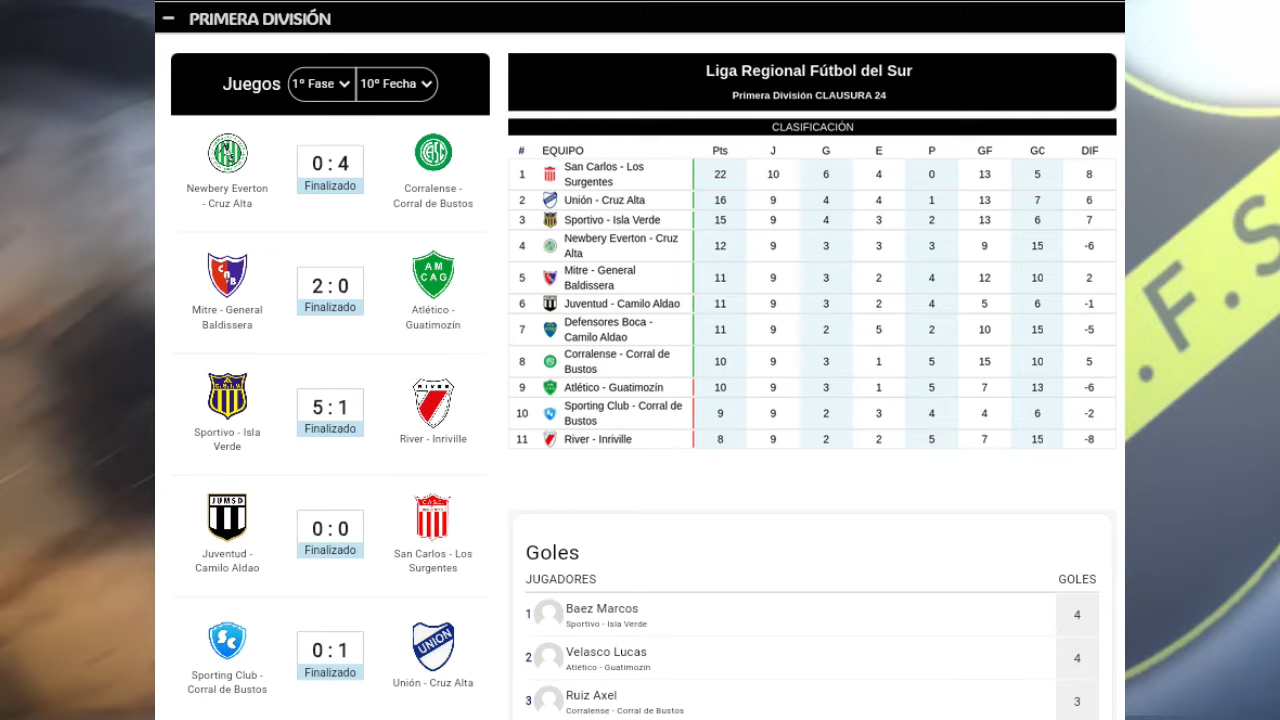 PRIMERA DIVISIÓN
Juegos 1º Fase 10º Fecha
Newbery Everton
- Cruz Alta
0 : 4
Finalizado
Corralense -
Corral de Bustos
Mitre - General
Baldissera
2 : 0
Finalizado
AM
CAG
Atlético -
Guatimozín
Sportivo - Isla
Verde
5 : 1
Finalizado
RIVER
River - Inriville
JUMSD
Juventud -
Camilo Aldao
0 : 0
Finalizado
San Carlos - Los
Surgentes
SC
Sporting Club -
Corral de Bustos
0 : 1
Finalizado
UNION
Unión - Cruz Alta
Liga Regional Fútbol del Sur
Primera División CLAUSURA 24
CLASIFICACIÓN
# EQUIPO Pts J G E P GF GC DIF
1 San Carlos - Los
Surgentes 22 10 6 4 0 13 5 8
2 Unión - Cruz Alta 16 9 4 4 1 13 7 6
3 Sportivo - Isla Verde 15 9 4 3 2 13 6 7
4 Newbery Everton - Cruz
Alta 12 9 3 3 3 9 15 -6
5 Mitre - General
Baldissera 11 9 3 2 4 12 10 2
6 Juventud - Camilo Aldao 11 9 3 2 4 5 6 -1
7 Defensores Boca -
Camilo Aldao 11 9 2 5 2 10 15 -5
8 Corralense - Corral de
Bustos 10 9 3 1 5 15 10 5
9 Atlético - Guatimozín 10 9 3 1 5 7 13 -6
10 Sporting Club - Corral de
Bustos 9 9 2 3 4 4 6 -2
11 River - Inriville 8 9 2 2 5 7 15 -8
Goles
JUGADORES GOLES
1 Baez Marcos 4
Sportivo - Isla Verde
2 Velasco Lucas 4
Atlético - Guatimozín
3 Ruiz Axel 3
Corralense - Corral de Bustos
.F.S